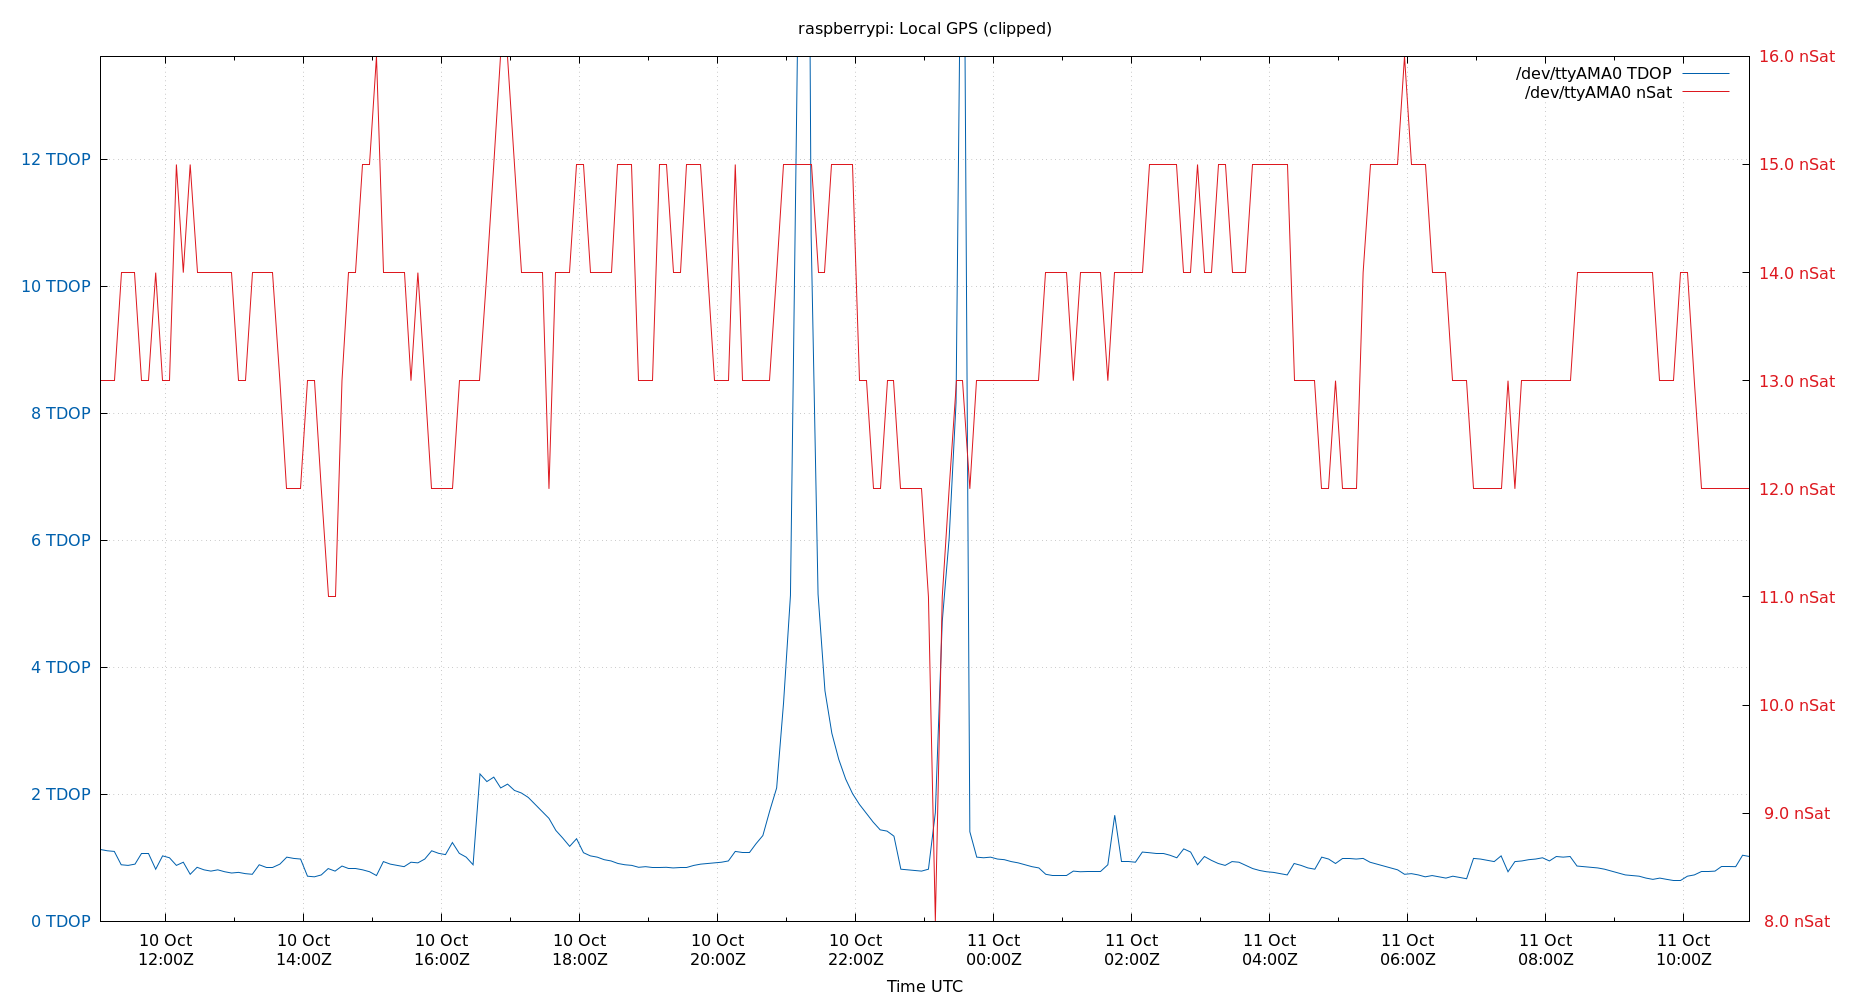 raspberrypi: Local GPS (clipped)
/dev/ttyAMA0 TDOP
/dev/ttyAMA0 nSat
12 TDOP
10 TDOP
8 TDOP
6 TDOP
4 TDOP
2 TDOP
0 TDOP
16.0 nSat
15.0 nSat
14.0 nSat
13.0 nSat
12.0 nSat
11.0 nSat
10.0 nSat
9.0 nSat
8.0 nSat
10 Oct
12:00Z
10 Oct
14:00Z
10 Oct
16:00Z
10 Oct
18:00Z
10 Oct
20:00Z
10 Oct
22:00Z
11 Oct
00:00Z
11 Oct
02:00Z
11 Oct
04:00Z
11 Oct
06:00Z
11 Oct
08:00Z
11 Oct
10:00Z
Time UTC